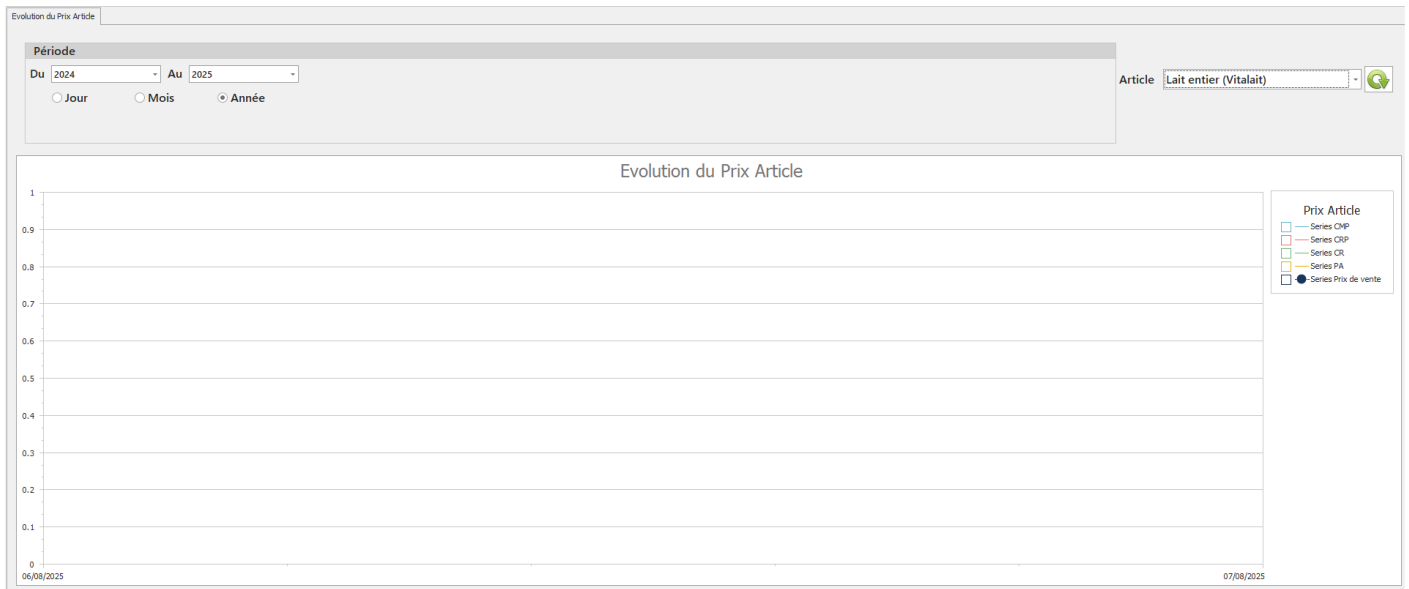 Evolution du Prix Article
Période
Du 2024 Au 2025
Jour Mois Année
Article Lait entier (Vitalait)
Evolution du Prix Article
1
0.9
0.8
0.7
0.6
0.5
0.4
0.3
0.2
0.1
0
06/08/2025 07/08/2025
Prix Article
Series CMP
Series CRP
Series CR
Series PA
Series Prix de vente